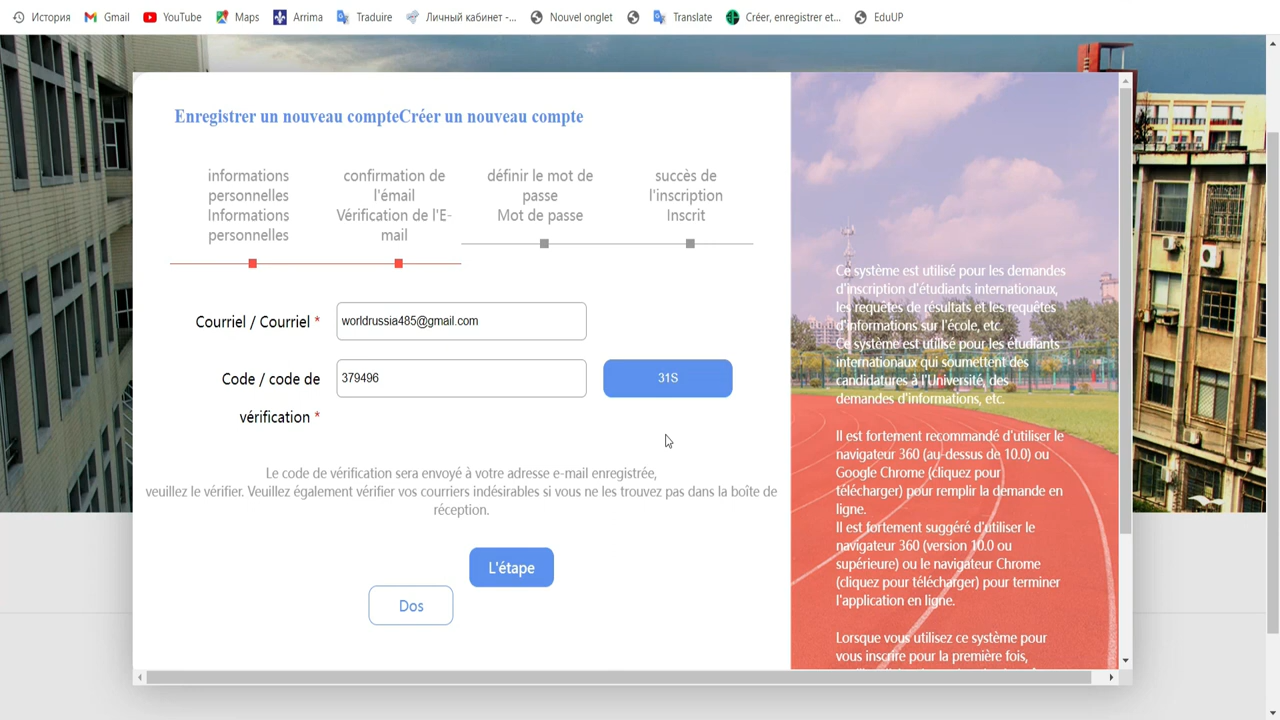 История Gmail YouTube Maps Arrima Traduire Личный кабинет -... Nouvel onglet Translate Créer, enregistrer et... EduUP
Enregistrer un nouveau compteCréer un nouveau compte
informations
personnelles
Informations
personnelles
confirmation de
l'émail
Vérification de l'E-
mail
définir le mot de
passe
Mot de passe
succès de
l'inscription
Inscrit
Courriel / Courriel * worldrussia485@gmail.com
Code / code de 379496 31S
vérification *
Le code de vérification sera envoyé à votre adresse e-mail enregistrée,
veuillez le vérifier. Veuillez également vérifier vos courriers indésirables si vous ne les trouvez pas dans la boîte de
réception.
L'étape
Dos
Ce système est utilisé pour les demandes
d'inscription d'étudiants internationaux,
les requêtes de résultats et les requêtes
d'informations sur l'école, etc.
Ce système est utilisé pour les étudiants
internationaux qui soumettent des
candidatures à l'Université, des
demandes d'informations, etc.
Il est fortement recommandé d'utiliser le
navigateur 360 (au-dessus de 10.0) ou
Google Chrome (cliquez pour
télécharger) pour remplir la demande en
ligne.
Il est fortement suggéré d'utiliser le
navigateur 360 (version 10.0 ou
supérieure) ou le navigateur Chrome
(cliquez pour télécharger) pour terminer
l'application en ligne.
Lorsque vous utilisez ce système pour
vous inscrire pour la première fois,